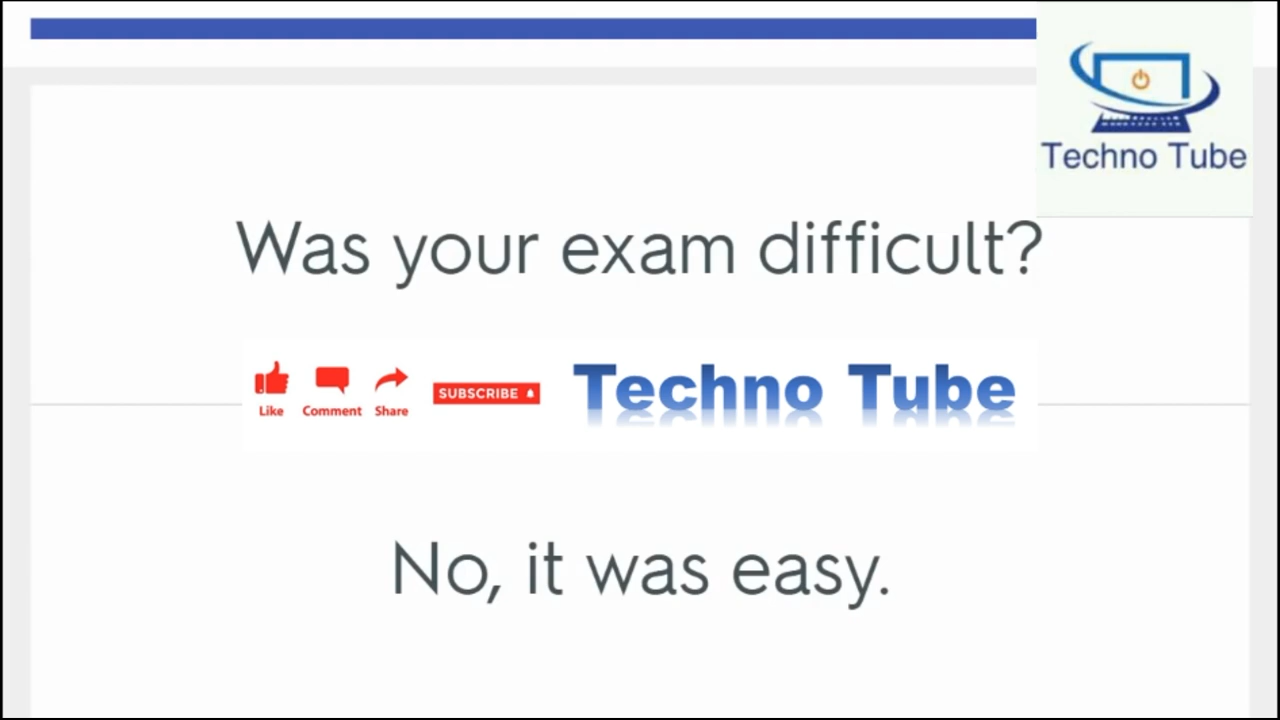 Techno Tube
Was your exam difficult?
Like Comment Share SUBSCRIBE Techno Tube
No, it was easy.